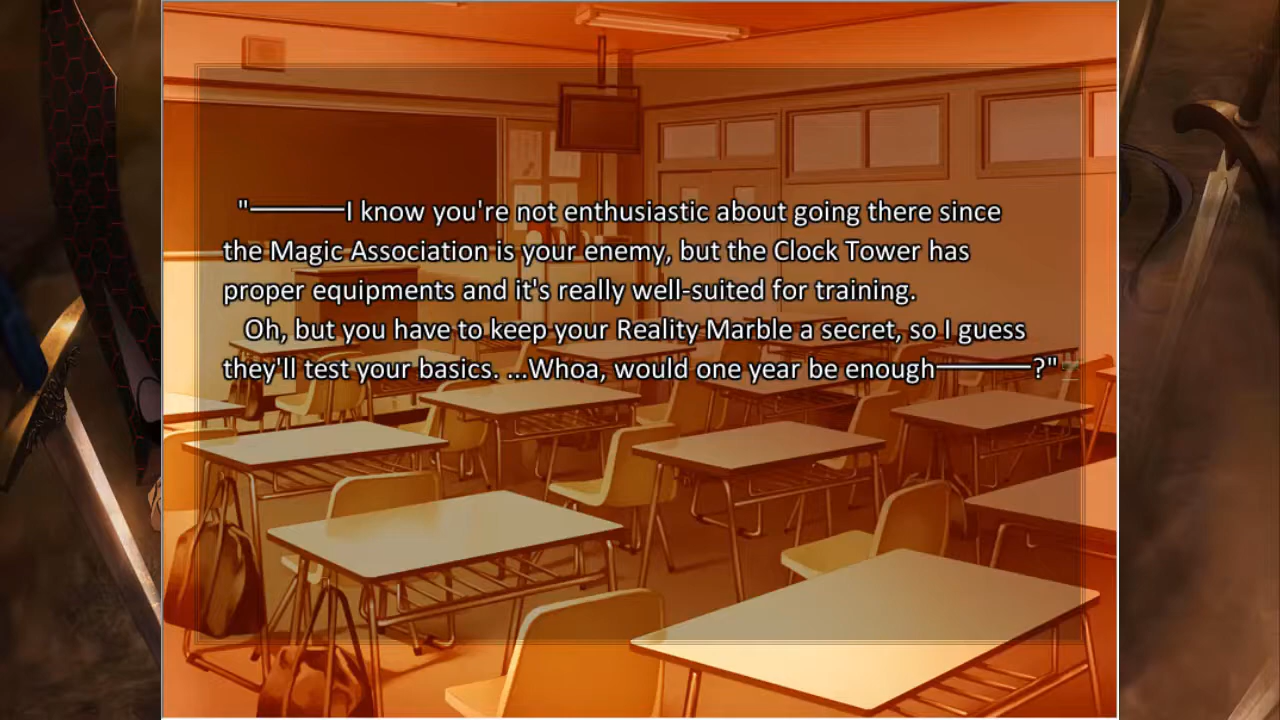 "————I know you're not enthusiastic about going there since
the Magic Association is your enemy, but the Clock Tower has
proper equipments and it's really well-suited for training.
Oh, but you have to keep your Reality Marble a secret, so I guess
they'll test your basics. ...Whoa, would one year be enough————?"